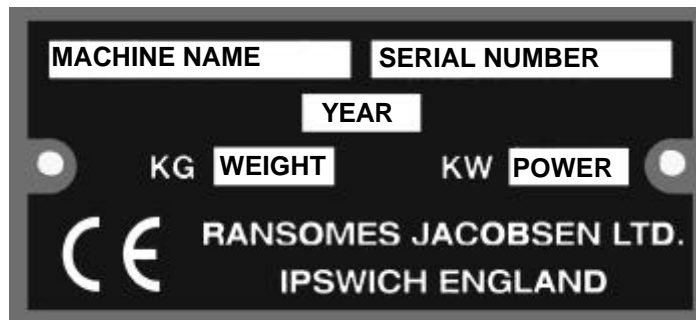 MACHINE NAME SERIAL NUMBER
YEAR
KG WEIGHT KW POWER
CE RANSOMES JACOBSEN LTD.
IPSWICH ENGLAND